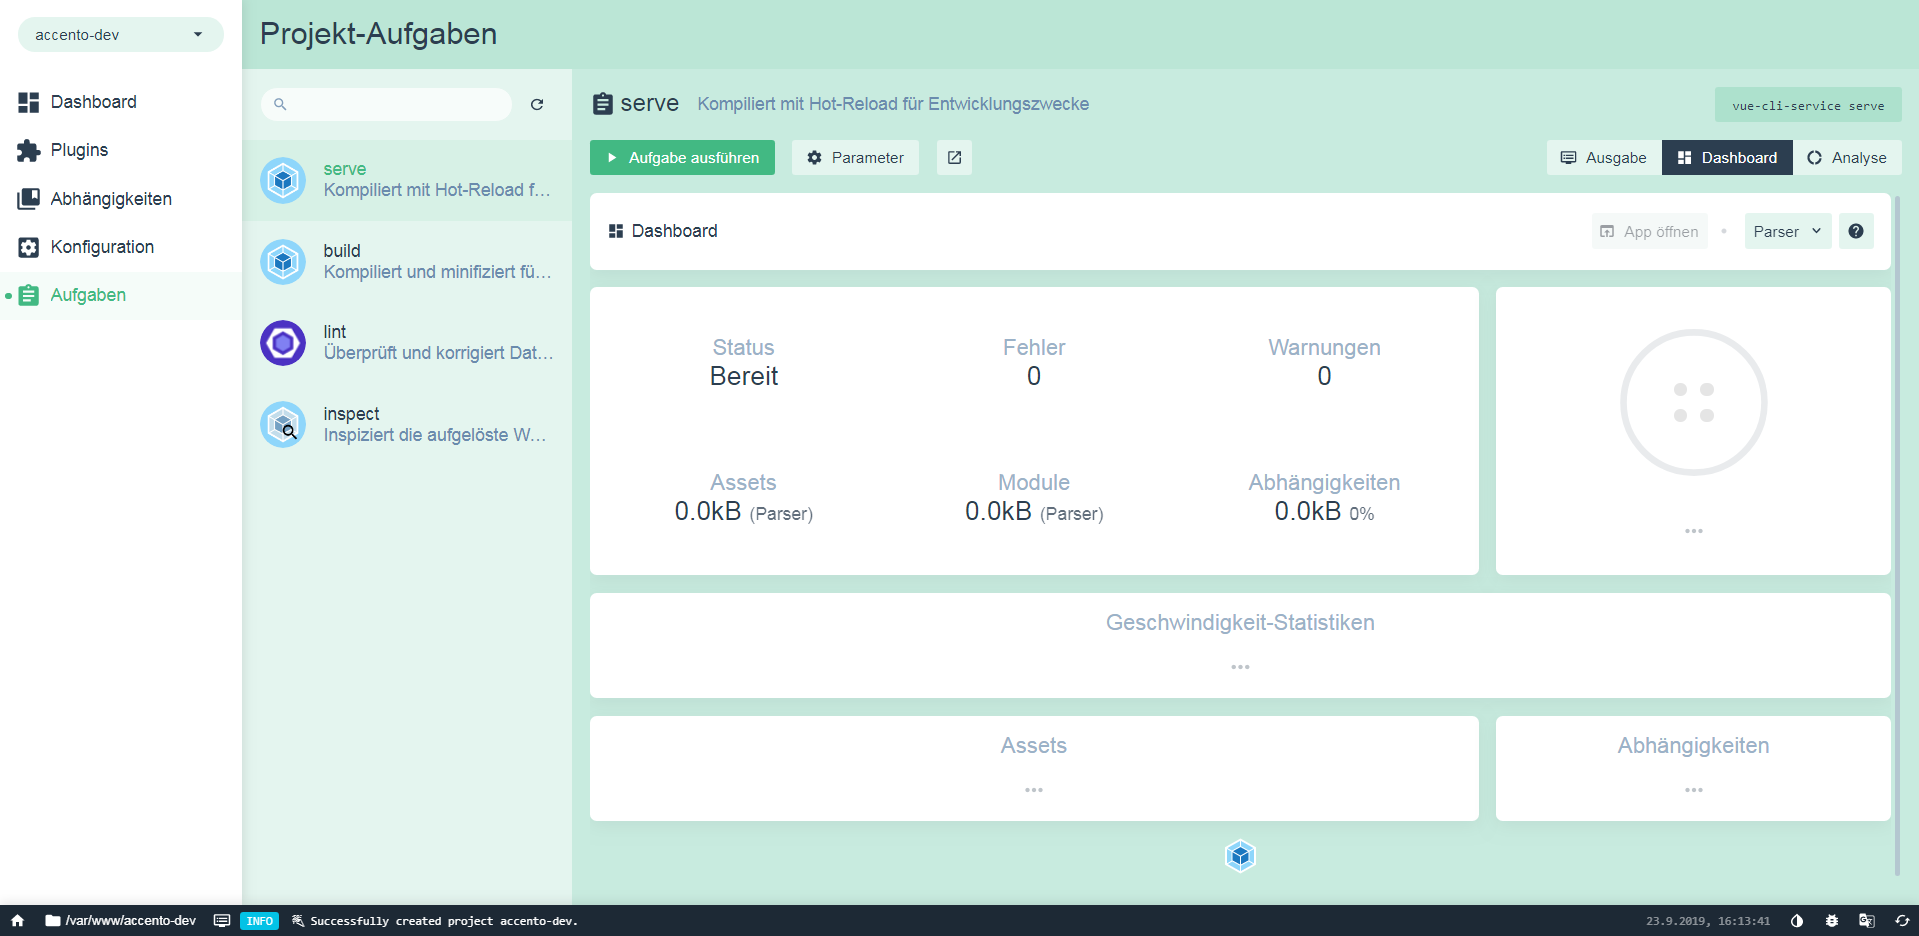 accento-dev
Projekt-Aufgaben
Dashboard
Plugins
Abhängigkeiten
Konfiguration
Aufgaben
serve
Kompiliert mit Hot-Reload f…
build
Kompiliert und minifiziert fü…
lint
Überprüft und korrigiert Dat…
inspect
Inspiziert die aufgelöste W…
serve Kompiliert mit Hot-Reload für Entwicklungszwecke
vue-cli-service serve
Aufgabe ausführen Parameter
Ausgabe Dashboard Analyse
Dashboard
App öffnen • Parser
Status Fehler Warnungen
Bereit 0 0
Assets Module Abhängigkeiten
0.0kB (Parser) 0.0kB (Parser) 0.0kB 0%
•••
Geschwindigkeit-Statistiken
•••
Assets Abhängigkeiten
••• •••
/var/www/accento-dev INFO Successfully created project accento-dev. 23.9.2019, 16:13:41